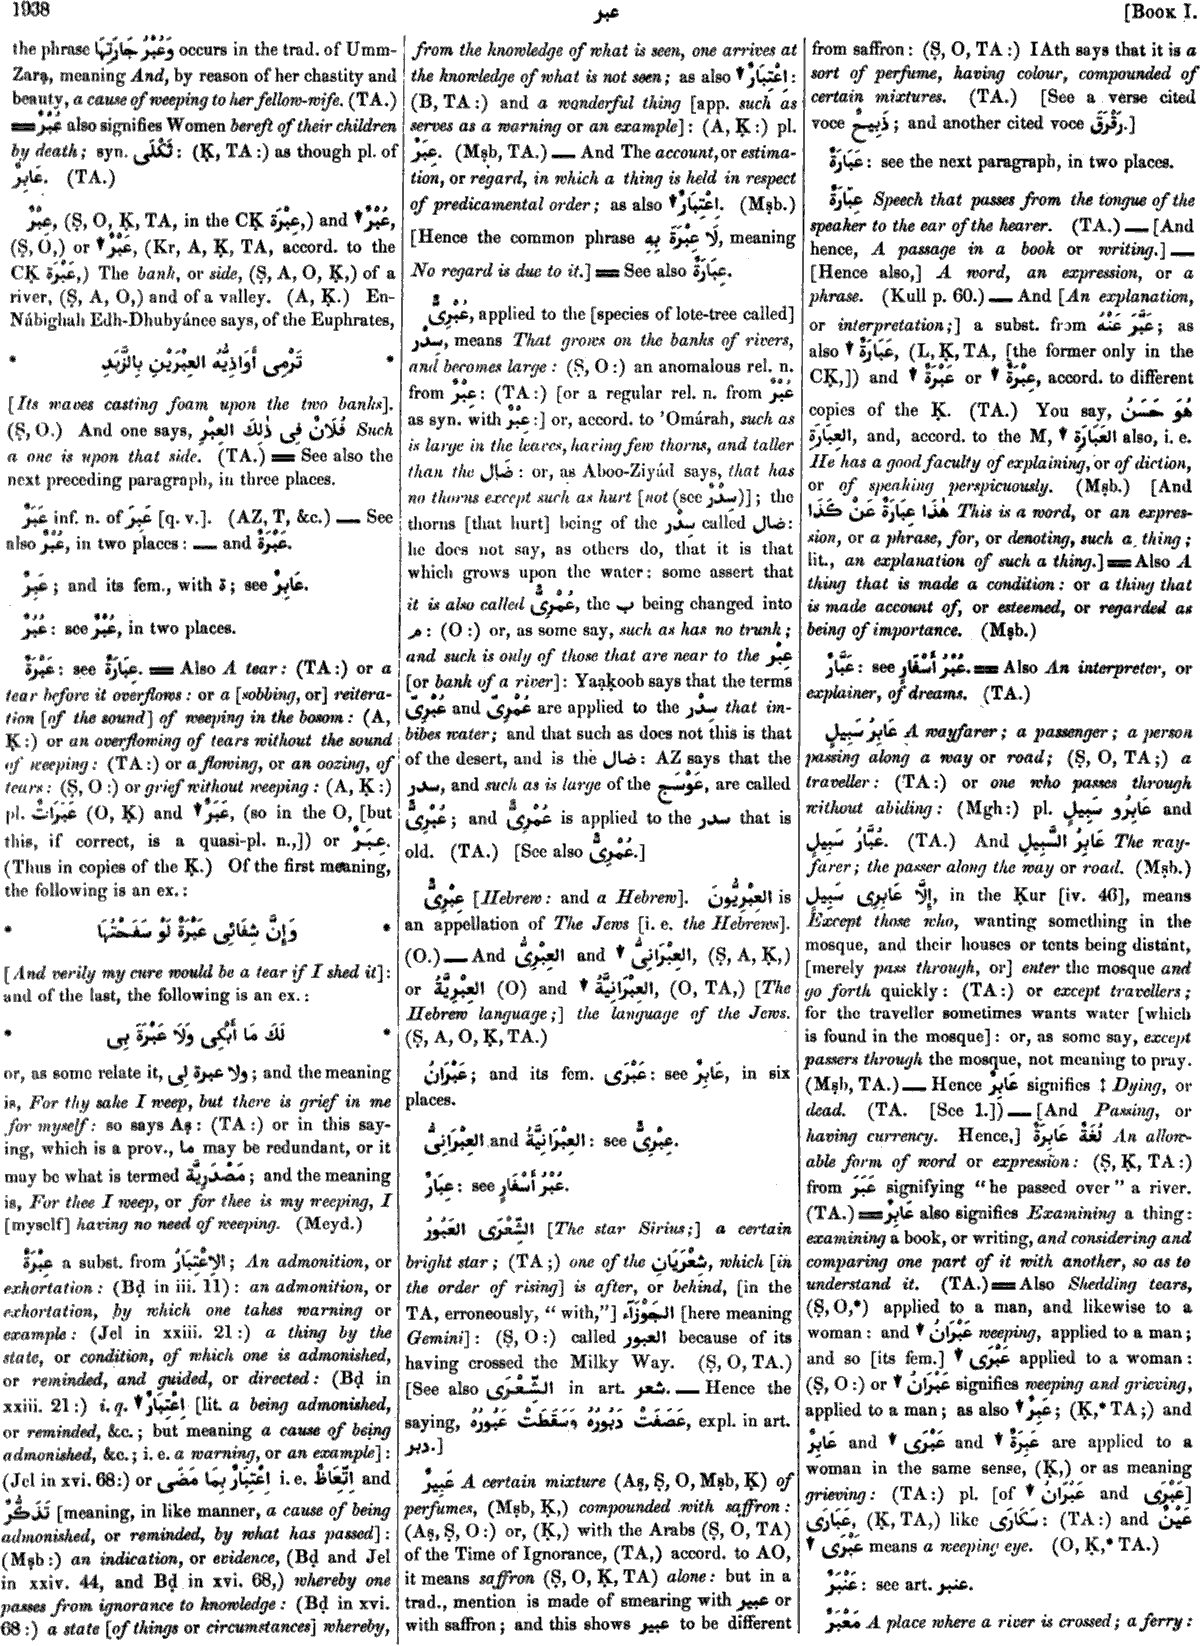 1938
عبر
[Book I.
the phrase وَعُبْرُ جَارَتِهَا occurs in the trad. of Umm-
Zarạ, meaning And, by reason of her chastity and
beauty, a cause of weeping to her fellow-wife. (TA.)
══ عُبْرٌ also signifies Women bereft of their children
by death; syn. ثَكْلَى: (Ḳ, TA:) as though pl. of
عَابِرٌ. (TA.)
عِبْرٌ, (Ṣ, O, Ḳ, TA, in the CḲ عِبْرَة,) and ▼ عُبْرٌ,
(Ṣ, O,) or ▼ عَبْرٌ, (Kr, A, Ḳ, TA, accord. to the
CḲ عَبْرَة,) The bank, or side, (Ṣ, A, O, Ḳ,) of a
river, (Ṣ, A, O,) and of a valley. (A, Ḳ.) En-
Nábighah Edh-Dhubyánee says, of the Euphrates,
* تَرْمِى أَوَاذِيُّهُ العِبْرَيْنِ بِالزَّبَدِ *
[Its waves casting foam upon the two banks].
(Ṣ, O.) And one says, فُلَانٌ فِى ذٰلِكَ العِبْرِ Such
a one is upon that side. (TA.) ══ See also the
next preceding paragraph, in three places.
عَبَرٌ inf. n. of عَبِرَ [q. v.]. (AZ, T, &c.) — See
also عُبْرٌ, in two places: — and عَبْرَةٌ.
عَبِرٌ; and its fem., with ة; see عَابِرٌ.
عُبُرٌ: see عُبْرٌ, in two places.
عَبْرَةٌ: see عِبَارَةٌ. ══ Also A tear: (TA:) or a
tear before it overflows: or a [sobbing, or] reitera-
tion [of the sound] of weeping in the bosom: (A,
Ḳ:) or an overflowing of tears without the sound
of weeping: (TA:) or a flowing, or an oozing, of
tears: (Ṣ, O:) or grief without weeping: (A, Ḳ:)
pl. عَبَرَاتٌ (O, Ḳ) and ▼ عَبَرٌ, (so in the O, [but
this, if correct, is a quasi-pl. n.,]) or عِبَرٌ.
(Thus in copies of the Ḳ.) Of the first meaning,
the following is an ex.:
* وَإِنَّ شِفَائِى عَبْرَةٌ لَوْ سَفَحْتُهَا *
[And verily my cure would be a tear if I shed it]:
and of the last, the following is an ex.:
* لَكَ مَا أَبْكِى وَلَا عَبْرَةَ بِى *
or, as some relate it, ولا عبرة لِى; and the meaning
is, For thy sake I weep, but there is grief in me
for myself: so says Aṣ: (TA:) or in this say-
ing, which is a prov., ما may be redundant, or it
may be what is termed مَصْدَرِيَّة; and the meaning
is, For thee I weep, or for thee is my weeping, I
[myself] having no need of weeping. (Meyd.)
عِبْرَةٌ a subst. from الاِعْتِبَارُ; An admonition, or
exhortation: (Bḍ in iii. 11): an admonition, or
exhortation, by which one takes warning or
example: (Jel in xxiii. 21:) a thing by the
state, or condition, of which one is admonished,
or reminded, and guided, or directed: (Bḍ in
xxiii. 21:) i. q. ▼ اِعْتِبَارٌ [lit. a being admonished,
or reminded, &c.; but meaning a cause of being
admonished, &c.; i. e. a warning, or an example]:
(Jel in xvi. 68:) or اِعْتِبَارٌ بِمَا مَضَى i. e. اِتِّعَاظٌ and
تَذَكُّرٌ [meaning, in like manner, a cause of being
admonished, or reminded, by what has passed]:
(Mṣb:) an indication, or evidence, (Bḍ and Jel
in xxiv. 44, and Bḍ in xvi. 68,) whereby one
passes from ignorance to knowledge: (Bḍ in xvi.
68:) a state [of things or circumstances] whereby,
from the knowledge of what is seen, one arrives at
the knowledge of what is not seen; as also ▼ اِعْتِبَارٌ:
(B, TA:) and a wonderful thing [app. such as
serves as a warning or an example]: (A, Ḳ:) pl.
عِبَرٌ. (Mṣb, TA.) — And The account, or estima-
tion, or regard, in which a thing is held in respect
of predicamental order; as also ▼ اِعْتِبَارٌ. (Mṣb.)
[Hence the common phrase لَا عِبْرَةَ بِهِ, meaning
No regard is due to it.] ══ See also عِبَارَةٌ.
عُبْرِىٌّ, applied to the [species of lote-tree called]
سِدْر, means That grows on the banks of rivers,
and becomes large: (Ṣ, O:) an anomalous rel. n.
from عِبْرٌ: (TA:) [or a regular rel. n. from عُبْرٌ
as syn. with عِبْرٌ:] or, accord. to 'Omárah, such as
is large in the leaves, having few thorns, and taller
than the ضَال: or, as Aboo-Ziyád says, that has
no thorns except such as hurt [not (see سِدْرٌ)]; the
thorns [that hurt] being of the سِدْر called ضال:
he does not say, as others do, that it is that
which grows upon the water: some assert that
it is also called عُمْرِىٌّ, the ب being changed into
م: (O:) or, as some say, such as has no trunk;
and such is only of those that are near to the عِبْر
[or bank of a river]: Yaạḳoob says that the terms
عُبْرِىّ and عُمْرِىّ are applied to the سِدْر that im-
bibes water; and that such as does not this is that
of the desert, and is the ضال: AZ says that the
سدر, and such as is large of the عَوْسَج, are called
عُبْرِىٌّ; and عُمْرِىٌّ is applied to the سدر that is
old. (TA.) [See also عُمْرِىٌّ.]
عِبْرِىٌّ [Hebrew: and a Hebrew]. العِبْرِيُّونَ is
an appellation of The Jews [i. e. the Hebrews].
(O.) — And العِبْرِىُّ and ▼ العِبْرَانِىُّ, (Ṣ, A, Ḳ,)
or العِبْرِيَّةُ (O) and ▼ العِبْرَانِيَّةُ, (O, TA,) [The
Hebrew language;] the language of the Jews.
(Ṣ, A, O, Ḳ, TA.)
عَبْرَانُ; and its fem. عَبْرَى: see عَابِرٌ, in six
places.
العِبْرَانِىُّ and العِبْرَانِيَّةُ: see عِبْرِىٌّ.
عِبَارٌ: see عُبْرُ أَسْفَارٍ.
الشِّعْرَى العَبُورُ [The star Sirius;] a certain
bright star; (TA;) one of the شِعْرَيَانِ, which [in
the order of rising] is after, or behind, [in the
TA, erroneously, "with,"] الجَوْزَآء [here meaning
Gemini]: (Ṣ, O:) called العبور because of its
having crossed the Milky Way. (Ṣ, O, TA.)
[See also الشِّعْرَى in art. شعر. — Hence the
saying, عَصَفَتْ دَبُورُهُ وَسَقَطَتْ عَبُورُهُ, expl. in art.
دبر.]
عَبِيرٌ A certain mixture (Aṣ, Ṣ, O, Mṣb, Ḳ) of
perfumes, (Mṣb, Ḳ,) compounded with saffron:
(Aṣ, Ṣ, O:) or, (Ḳ,) with the Arabs (Ṣ, O, TA)
of the Time of Ignorance, (TA,) accord. to AO,
it means saffron (Ṣ, O, Ḳ, TA) alone: but in a
trad., mention is made of smearing with عبير or
with saffron; and this shows عبير to be different
from saffron: (Ṣ, O, TA:) IAth says that it is a
sort of perfume, having colour, compounded of
certain mixtures. (TA.) [See a verse cited
voce ذَبِيحٌ; and another cited voce رَقْرَقَ.]
عَبَارَةٌ: see the next paragraph, in two places.
عِبَارَةٌ Speech that passes from the tongue of the
speaker to the ear of the hearer. (TA.) — [And
hence, A passage in a book or writing.] —
[Hence also,] A word, an expression, or a
phrase. (Kull p. 60.) — And [An explanation,
or interpretation;] a subst. from عَبَّرَ عَنْهُ; as
also ▼ عَبَارَةٌ, (L, Ḳ, TA, [the former only in the
CḲ,]) and ▼ عَبْرَةٌ or ▼ عِبْرَةٌ, accord. to different
copies of the Ḳ. (TA.) You say, هُوَ حَسَنُ
العِبَارَةِ, and, accord. to the M, ▼ العَبَارَةِ also, i. e.
He has a good faculty of explaining, or of diction,
or of speaking perspicuously. (Mṣb.) [And
هٰذَا عِبَارَةٌ عَنْ كَذَا This is a word, or an expres-
sion, or a phrase, for, or denoting, such a thing;
lit., an explanation of such a thing.] ══ Also A
thing that is made a condition: or a thing that
is made account of, or esteemed, or regarded as
being of importance. (Mṣb.)
عَبَّارٌ: see عُبْرُ أَسْفَارٍ. ══ Also An interpreter, or
explainer, of dreams. (TA.)
عَابِرُ سَبِيلٍ A wayfarer; a passenger; a person
passing along a way or road; (Ṣ, O, TA;) a
traveller: (TA:) or one who passes through
without abiding: (Mgh:) pl. عَابِرُو سَبِيلٍ and
عُبَّارُ سَبِيلٍ. (TA.) And عَابِرُ السَّبِيلِ The way-
farer; the passer along the way or road. (Mṣb.)
إِلَّا عَابِرِى سَبِيلٍ, in the Ḳur [iv. 46], means
Except those who, wanting something in the
mosque, and their houses or tents being distant,
[merely pass through, or] enter the mosque and
go forth quickly: (TA:) or except travellers;
for the traveller sometimes wants water [which
is found in the mosque]: or, as some say, except
passers through the mosque, not meaning to pray.
(Mṣb, TA.) — Hence عَابِرٌ signifies ‡ Dying, or
dead. (TA. [See 1.]) — [And Passing, or
having currency. Hence,] لُغَةٌ عَابِرَةٌ An allow-
able form of word or expression: (Ṣ, Ḳ, TA:)
from عَبَرَ signifying "he passed over" a river.
(TA.) ══ عَابِرٌ also signifies Examining a thing:
examining a book, or writing, and considering and
comparing one part of it with another, so as to
understand it. (TA.) ══ Also Shedding tears,
(Ṣ, O,*) applied to a man, and likewise to a
woman: and ▼ عَبْرَانُ weeping, applied to a man;
and so [its fem.] ▼ عَبْرَى applied to a woman:
(Ṣ, O:) or ▼ عَبْرَانُ signifies weeping and grieving,
applied to a man; as also ▼ عَبِرٌ; (Ḳ,* TA;) and
عَابِرٌ and ▼ عَبْرَى and ▼ عَبِرَةٌ are applied to a
woman in the same sense, (Ḳ,) or as meaning
grieving: (TA:) pl. [of ▼ عَبْرَانُ and عَبْرَى]
عَبَارَى, (Ḳ, TA,) like سَكَارَى: (TA:) and عَيْنٌ
▼ عَبْرَى means a weeping eye. (O, Ḳ,* TA.)
عَنْبَرٌ: see art. عنبر.
مَعْبَرٌ A place where a river is crossed; a ferry: